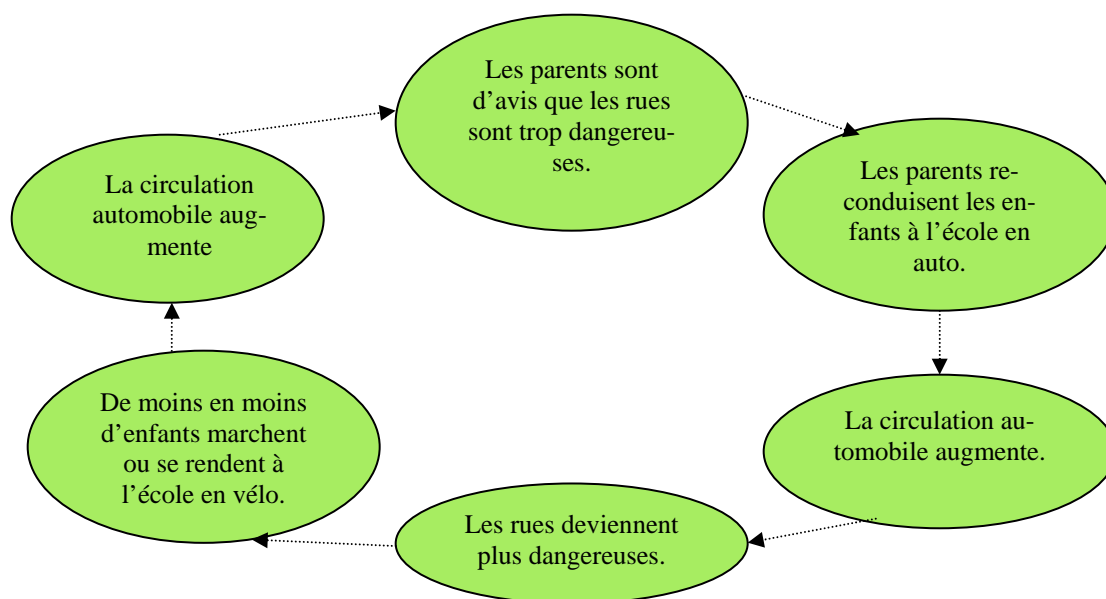 Les parents sont
d’avis que les rues
sont trop dangereu-
ses.
Les parents re-
conduisent les en-
fants à l’école en
auto.
La circulation au-
tomobile augmente.
Les rues deviennent
plus dangereuses.
De moins en moins
d’enfants marchent
ou se rendent à
l’école en vélo.
La circulation
automobile aug-
mente